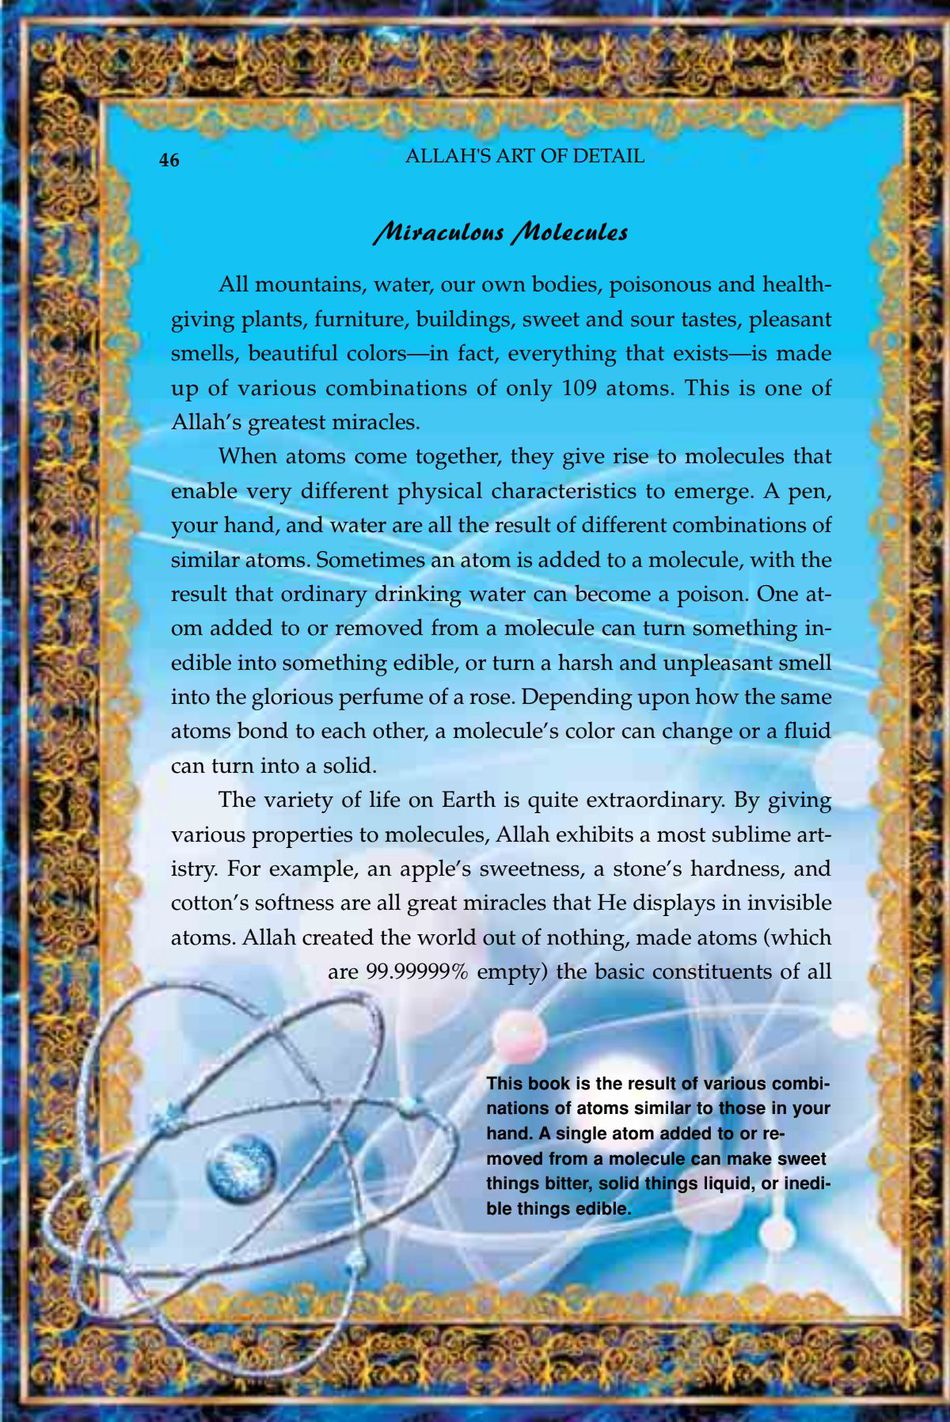 46
ALLAH'S ART OF DETAIL
Miraculous Molecules
All mountains, water, our own bodies, poisonous and health-
giving plants, furniture, buildings, sweet and sour tastes, pleasant
smells, beautiful colors—in fact, everything that exists—is made
up of various combinations of only 109 atoms. This is one of
Allah’s greatest miracles.
When atoms come together, they give rise to molecules that
enable very different physical characteristics to emerge. A pen,
your hand, and water are all the result of different combinations of
similar atoms. Sometimes an atom is added to a molecule, with the
result that ordinary drinking water can become a poison. One at-
om added to or removed from a molecule can turn something in-
edible into something edible, or turn a harsh and unpleasant smell
into the glorious perfume of a rose. Depending upon how the same
atoms bond to each other, a molecule’s color can change or a fluid
can turn into a solid.
The variety of life on Earth is quite extraordinary. By giving
various properties to molecules, Allah exhibits a most sublime art-
istry. For example, an apple’s sweetness, a stone’s hardness, and
cotton’s softness are all great miracles that He displays in invisible
atoms. Allah created the world out of nothing, made atoms (which
are 99.99999% empty) the basic constituents of all
This book is the result of various combi-
nations of atoms similar to those in your
hand. A single atom added to or re-
moved from a molecule can make sweet
things bitter, solid things liquid, or inedi-
ble things edible.